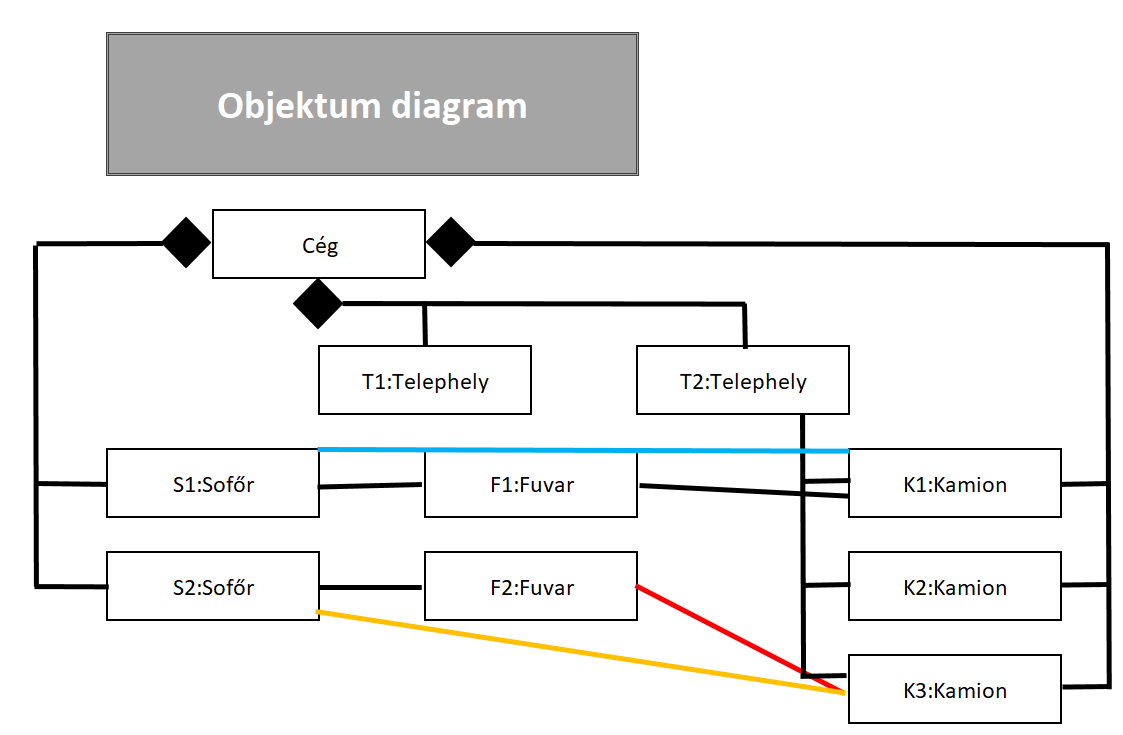 Objektum diagram
Cég
T1:Telephely
T2:Telephely
S1:Sofőr
F1:Fuvar
K1:Kamion
S2:Sofőr
F2:Fuvar
K2:Kamion
K3:Kamion